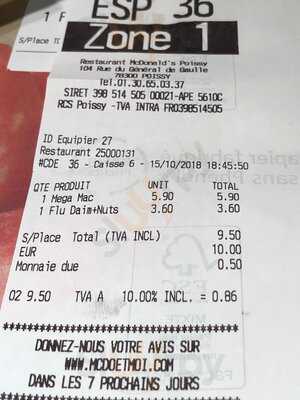 1 F
ESP 36
S/Place TO
Zone 1
Restaurant McDonald's Poissy
104 Rue du Général de Gaulle
78300 POISSY
Tel.01.30.65.03.37
SIRET 398 514 505 00021-APE 5610C
RCS Poissy -TVA INTRA FR0398514505
ID Equipier 27
Restaurant 25000131
#CDE 36 - Caisse 6 - 15/10/2018 18:45:50
QTE PRODUIT UNIT TOTAL
1 Mega Mac 5.90 5.90
1 Flu Daim+Nuts 3.60 3.60
S/Place Total (TVA INCL) 9.50
EUR 10.00
Monnaie due 0.50
02 9.50 TVA A 10.00% INCL. = 0.86
DONNEZ-NOUS VOTRE AVIS SUR
WWW.MCDOETMOI.COM
DANS LES 7 PROCHAINS JOURS